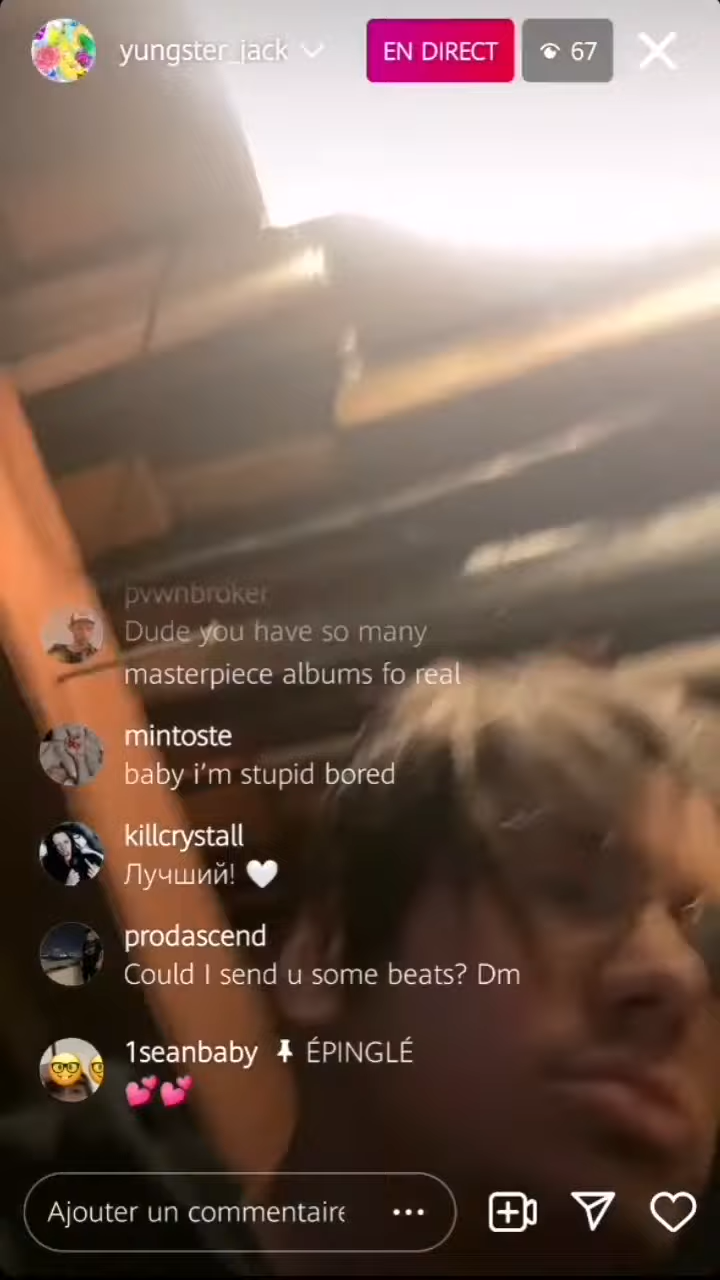 yungster_jack
EN DIRECT
67
pvwnbroker
Dude you have so many
masterpiece albums fo real
mintoste
baby i'm stupid bored
killcrystall
Лучший! 🤍
prodascend
Could I send u some beats? Dm
1seanbaby 📌 ÉPINGLÉ
💕💕
Ajouter un commentaire